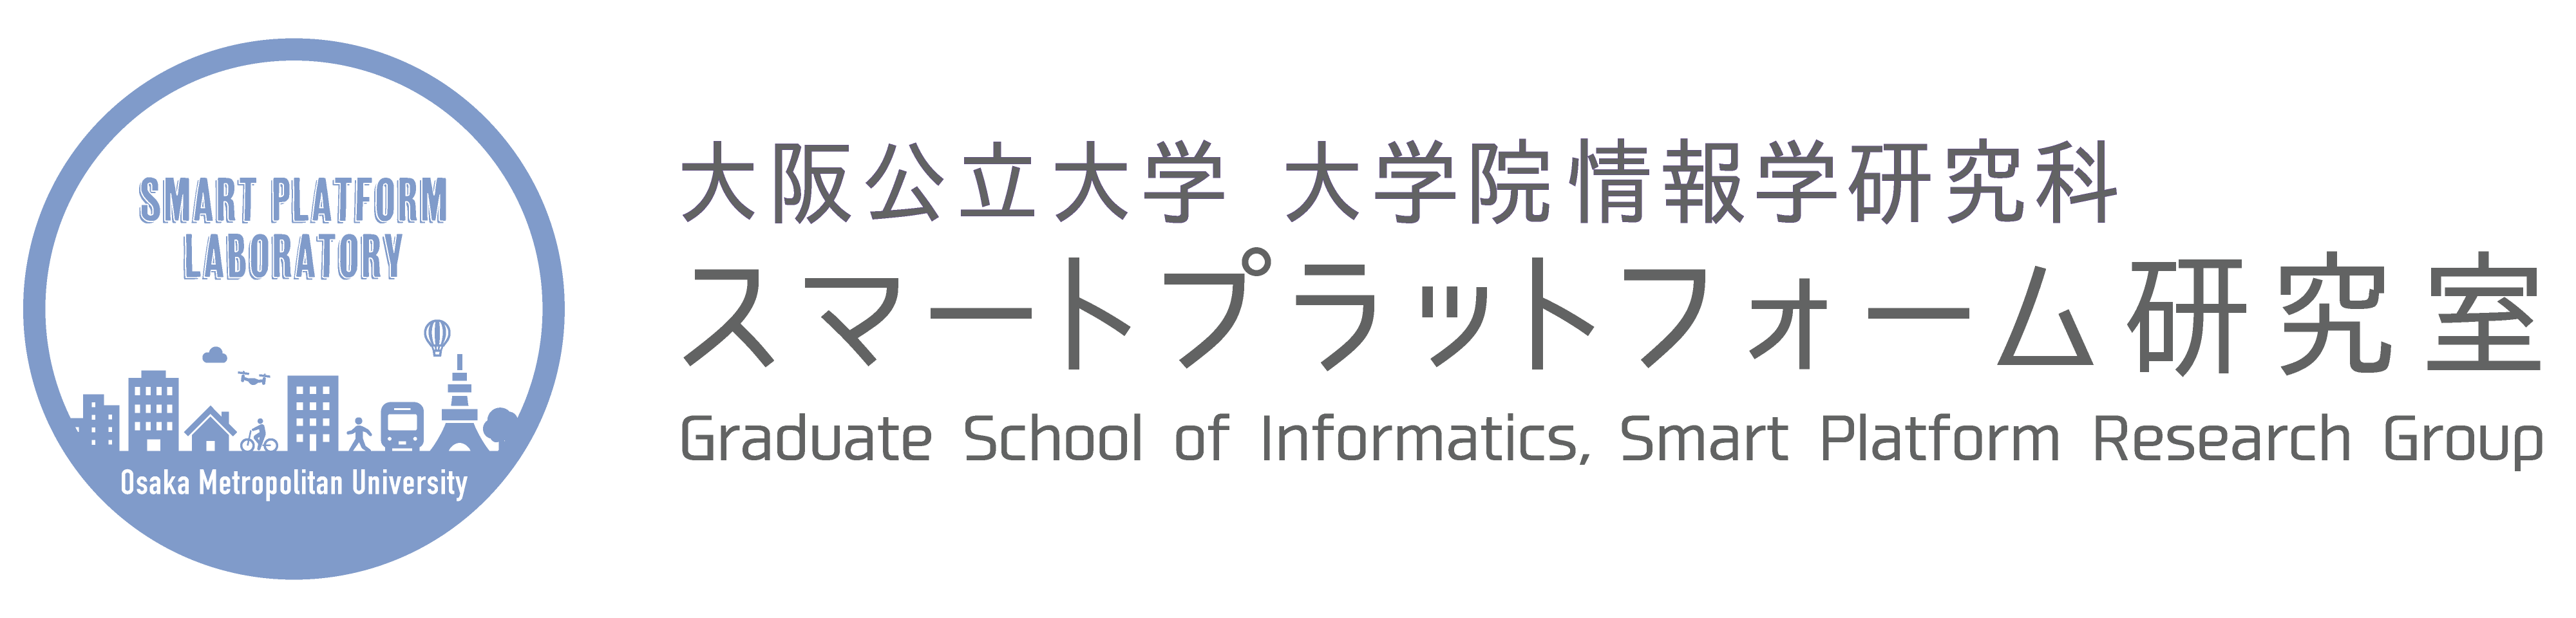 SMART PLATFORM
LABORATORY
Osaka Metropolitan University
大阪公立大学 大学院情報学研究科
スマートプラットフォーム研究室
Graduate School of Informatics, Smart Platform Research Group